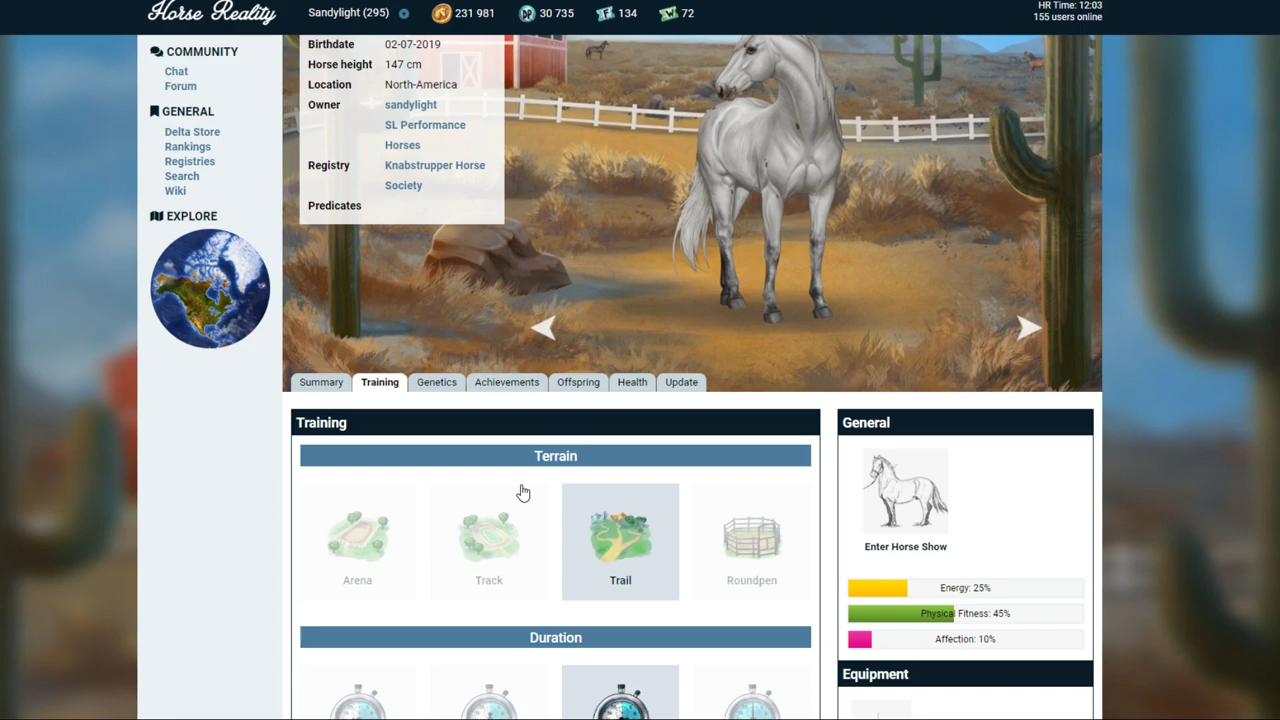 Horse Reality
Sandylight (295)
231 981
DP
30 735
F
134
W
72
HR Time: 12:03
155 users online
COMMUNITY
Chat
Forum
GENERAL
Delta Store
Rankings
Registries
Search
Wiki
EXPLORE
Birthdate 02-07-2019
Horse height 147 cm
Location North-America
Owner sandylight
SL Performance
Horses
Registry Knabstrupper Horse
Society
Predicates
Summary
Training
Genetics
Achievements
Offspring
Health
Update
Training
Terrain
Arena
Track
Trail
Roundpen
Duration
General
Enter Horse Show
Energy: 25%
Physical Fitness: 45%
Affection: 10%
Equipment